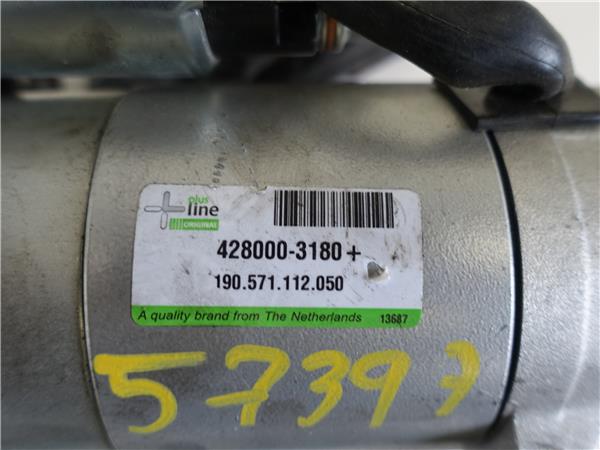 plus
line
ORIGINAL
428000-3180+
190.571.112.050
A quality brand from The Netherlands 13687
57397